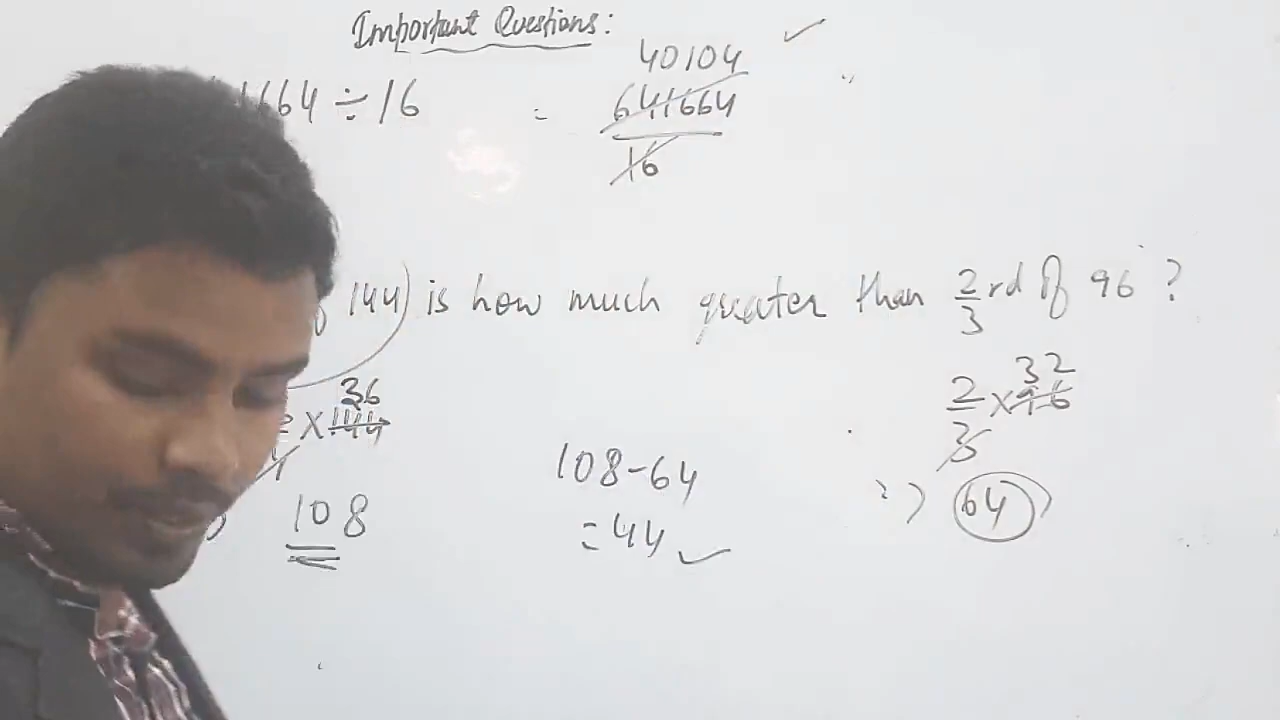 Important Questions:
1664 ÷ 16 = 641664
40104
16
144) is how much greater than 2/3 rd of 96 ?
× 144
36
108
108-64
=44
2/3 × 96
32
64